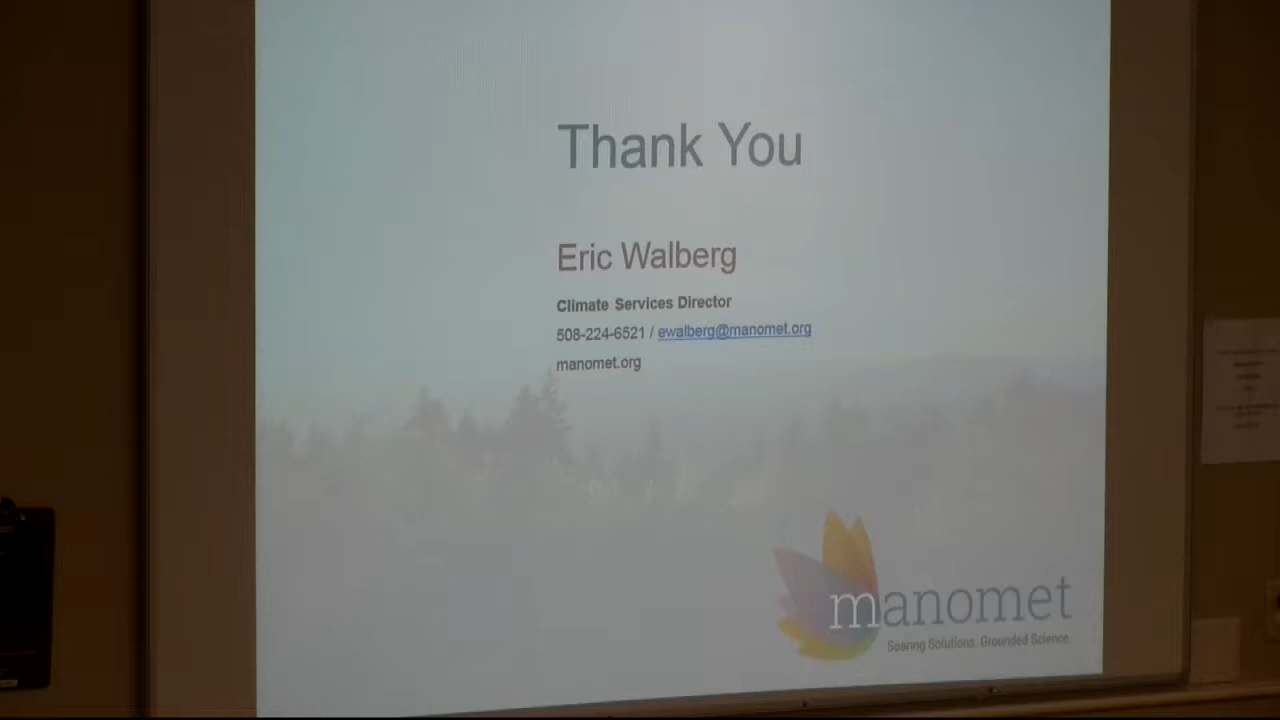 Thank You
Eric Walberg
Climate Services Director
508-224-6521 / ewalberg@manomet.org
manomet.org
manomet
Soaring Solutions. Grounded Science.